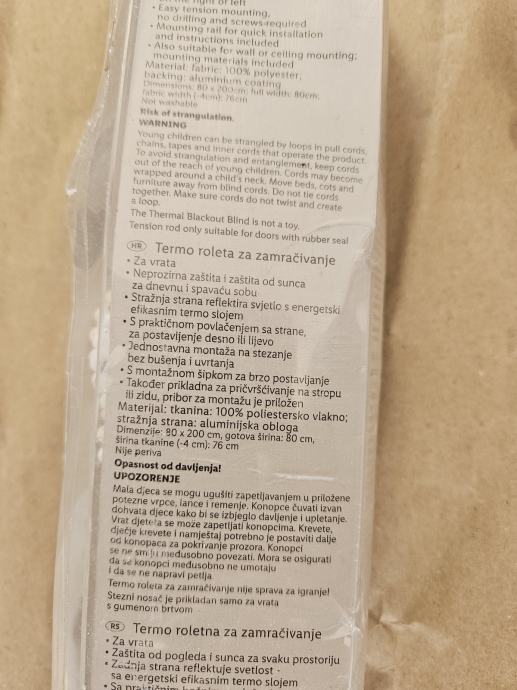 the right or left
• Easy tension mounting,
no drilling and screws required
• Mounting rail for quick installation
and instructions included
• Also suitable for wall or ceiling mounting;
mounting materials included
Material: fabric: 100% polyester,
backing: aluminium coating
Dimensions: 80 x 200 cm; full width: 80cm;
fabric width (-4cm): 76cm
Not washable
Risk of strangulation.
WARNING
Young children can be strangled by loops in pull cords,
chains, tapes and inner cords that operate the product.
To avoid strangulation and entanglement, keep cords
out of the reach of young children. Cords may become
wrapped around a child's neck. Move beds, cots and
furniture away from blind cords. Do not tie cords
together. Make sure cords do not twist and create
a loop.
The Thermal Blackout Blind is not a toy.
Tension rod only suitable for doors with rubber seal
HR Termo roleta za zamračivanje
• Za vrata
• Neprozirna zaštita i zaštita od sunca
za dnevnu i spavaću sobu
• Stražnja strana reflektira svjetlo s energetski
efikasnim termo slojem
• S praktičnom povlačenjem sa strane,
za postavljenje desno ili lijevo
• Jednostavna montaža na stezanje
bez bušenja i uvrtanja
• S montažnom šipkom za brzo postavljanje
• Također prikladna za pričvršćivanje na stropu
ili zidu, pribor za montažu je priložen
Materijal: tkanina: 100% poliestersko vlakno;
stražnja strana: aluminijska obloga
Dimenzije: 80 x 200 cm, gotova širina: 80 cm,
širina tkanine (-4 cm): 76 cm
Nije periva
Opasnost od davljenja!
UPOZORENJE
Mala djeca se mogu ugušiti zapetljavanjem u priložene
potezne vrpce, lance i remenje. Konopce čuvati izvan
dohvata djece kako bi se izbjeglo davljenje i upletanje.
Vrat djeteta se može zapetljati konopcima. Krevete,
dječje krevete i namještaj potrebno je postaviti dalje
od konopaca za pokrivanje prozora. Konopci
se ne smiju međusobno povezati. Mora se osigurati
da se konopci međusobno ne umotaju
i da se ne napravi petlja
Termo roleta za zamračivanje nije sprava za igranje!
Stezni nosač je prikladan samo za vrata
s gumenom brtvom
RS Termo roletna za zamračivanje
• Za vrata
• Zaštita od pogleda i sunca za svaku prostoriju
• Zadnja strana reflektuje svetlost -
sa energetski efikasnim termo slojem
• Sa